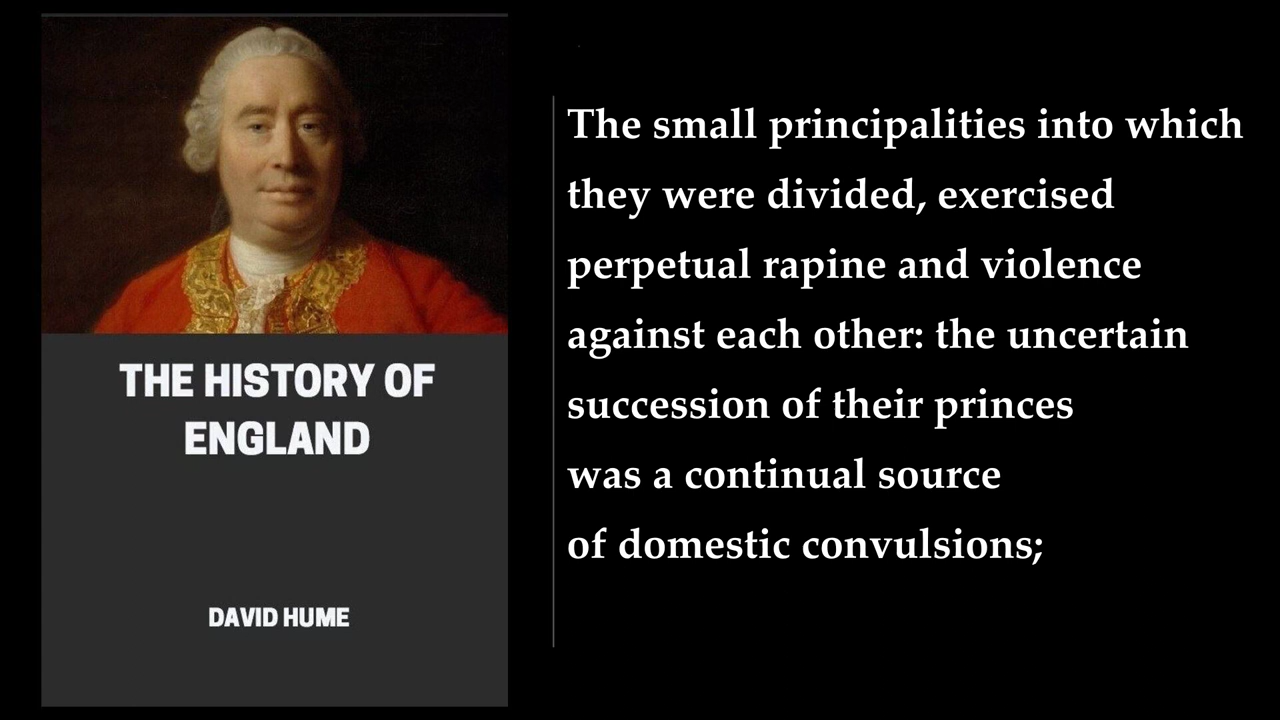 THE HISTORY OF
ENGLAND
DAVID HUME
The small principalities into which
they were divided, exercised
perpetual rapine and violence
against each other: the uncertain
succession of their princes
was a continual source
of domestic convulsions;